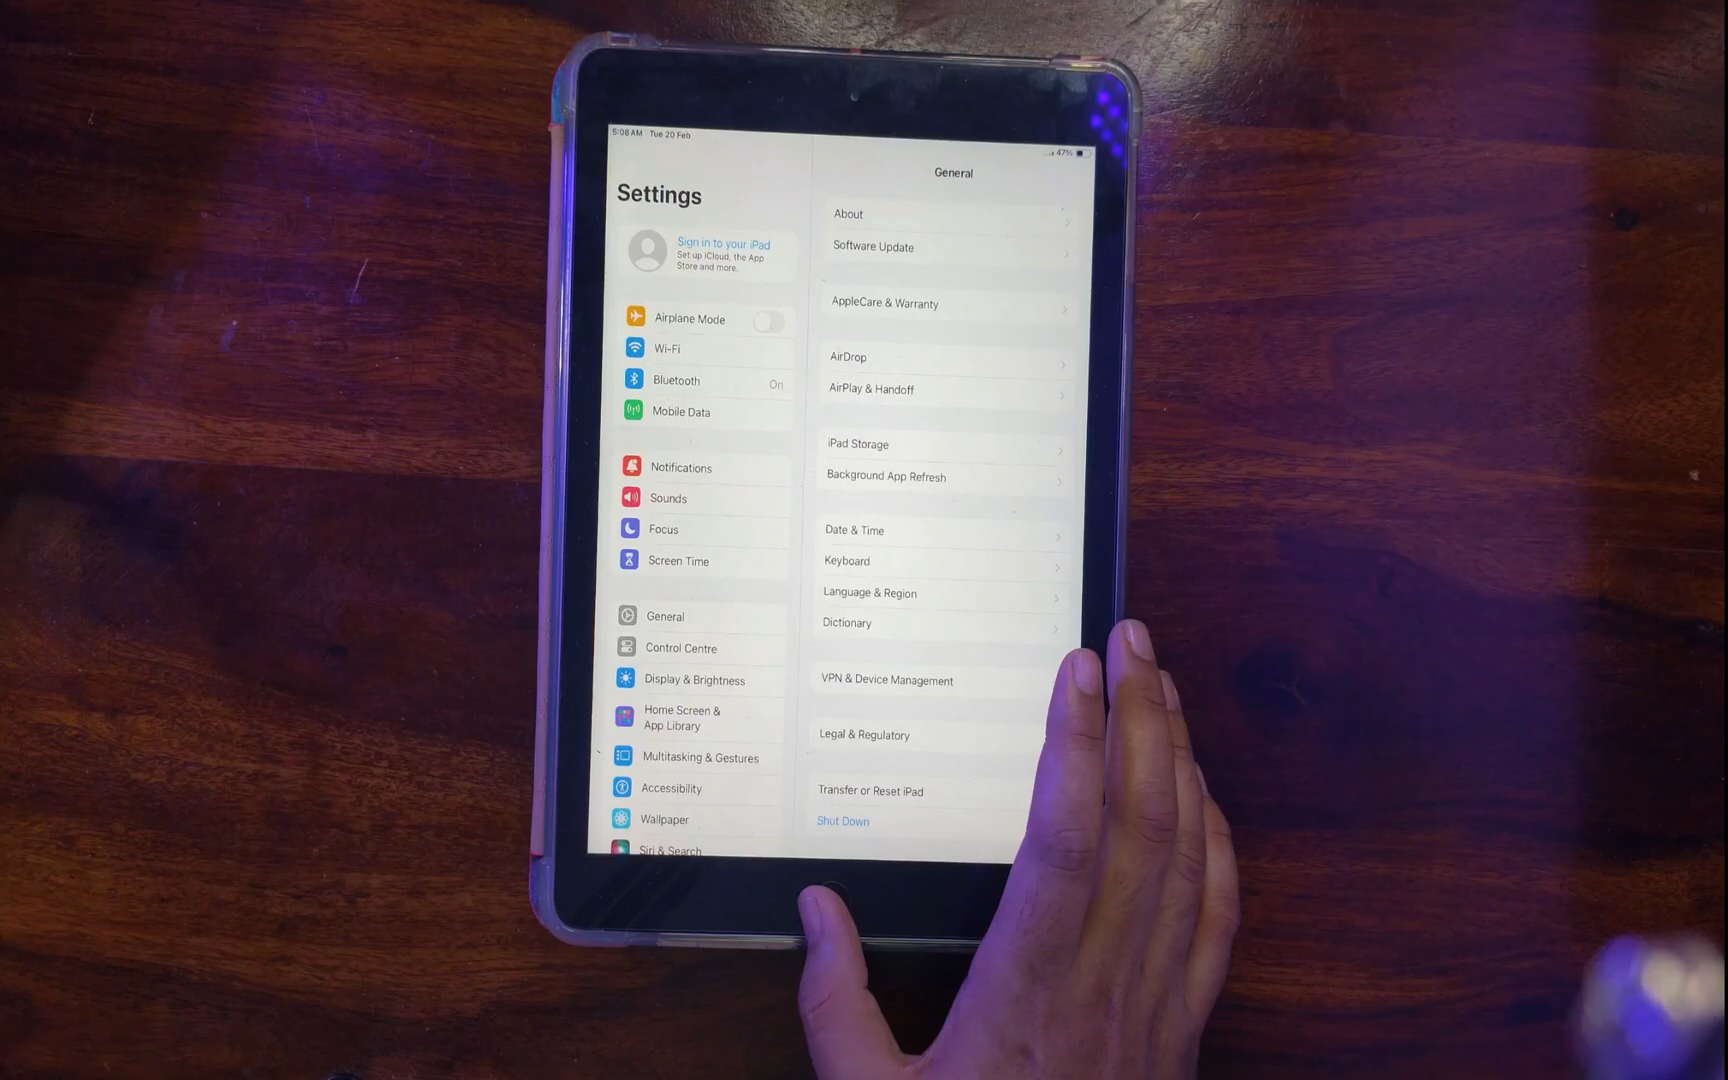 5:08 AM Tue 20 Feb
47%
Settings
Sign in to your iPad
Set up iCloud, the App
Store and more.
Airplane Mode
Wi-Fi
Bluetooth On
Mobile Data
Notifications
Sounds
Focus
Screen Time
General
Control Centre
Display & Brightness
Home Screen &
App Library
Multitasking & Gestures
Accessibility
Wallpaper
Siri & Search
General
About
Software Update
AppleCare & Warranty
AirDrop
AirPlay & Handoff
iPad Storage
Background App Refresh
Date & Time
Keyboard
Language & Region
Dictionary
VPN & Device Management
Legal & Regulatory
Transfer or Reset iPad
Shut Down